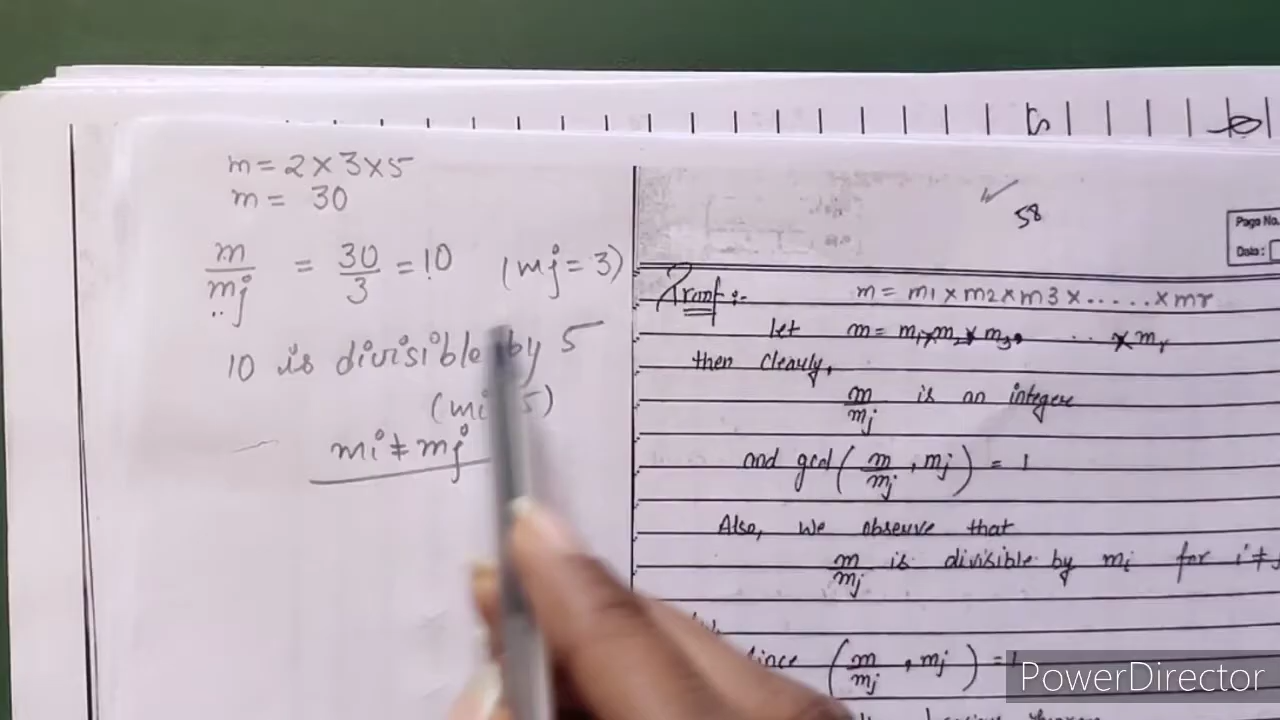 m = 2 × 3 × 5
m = 30
m/mj = 30/3 = 10 (mj = 3)
10 is divisible by 5
(mi 5)
mi ≠ mj
58
Page No.
Date :
Proof :- m = m1 × m2 × m3 × ..... × mr
let m = m1 × m2 × m3 . . . × mr
then clearly,
m/mj is an integer
and gcd(m/mj , mj) = 1
Also, we observe that
m/mj is divisible by mi for i ≠ j
Since (m/mj , mj) = 1
PowerDirector